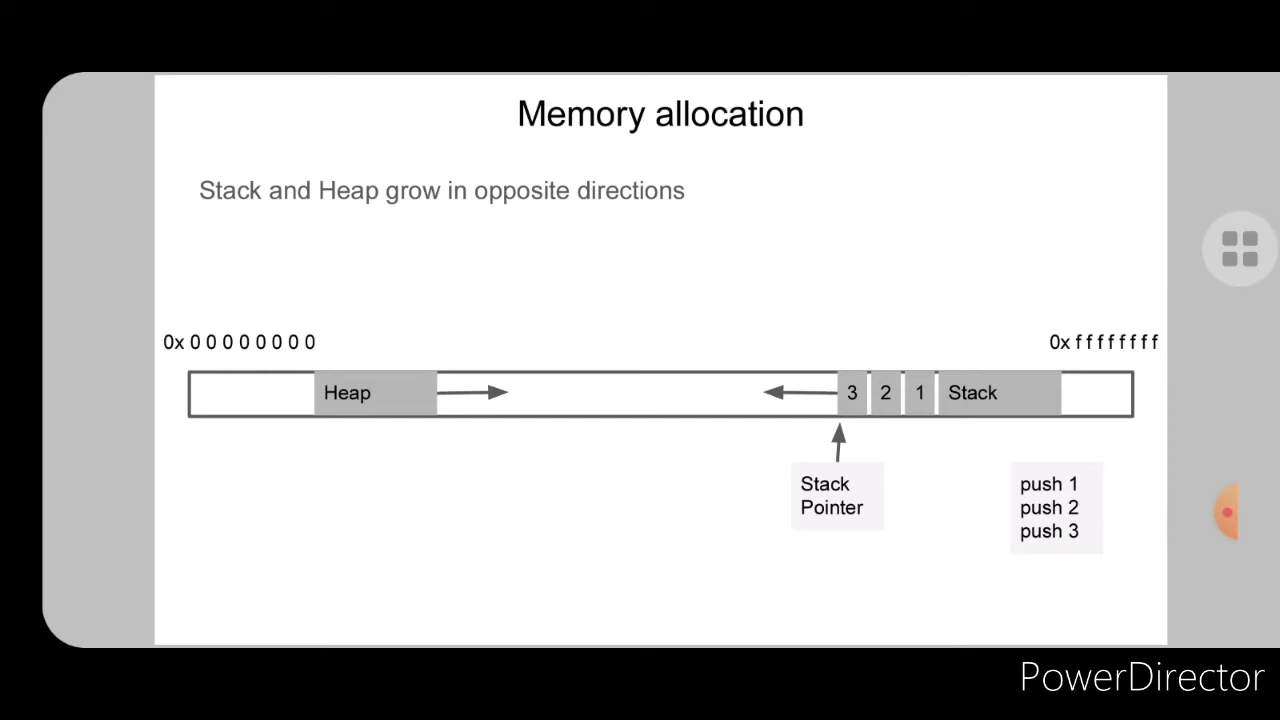 Memory allocation
Stack and Heap grow in opposite directions
0x 0 0 0 0 0 0 0 0
0x f f f f f f f f
Heap
3
2
1
Stack
Stack
Pointer
push 1
push 2
push 3
PowerDirector